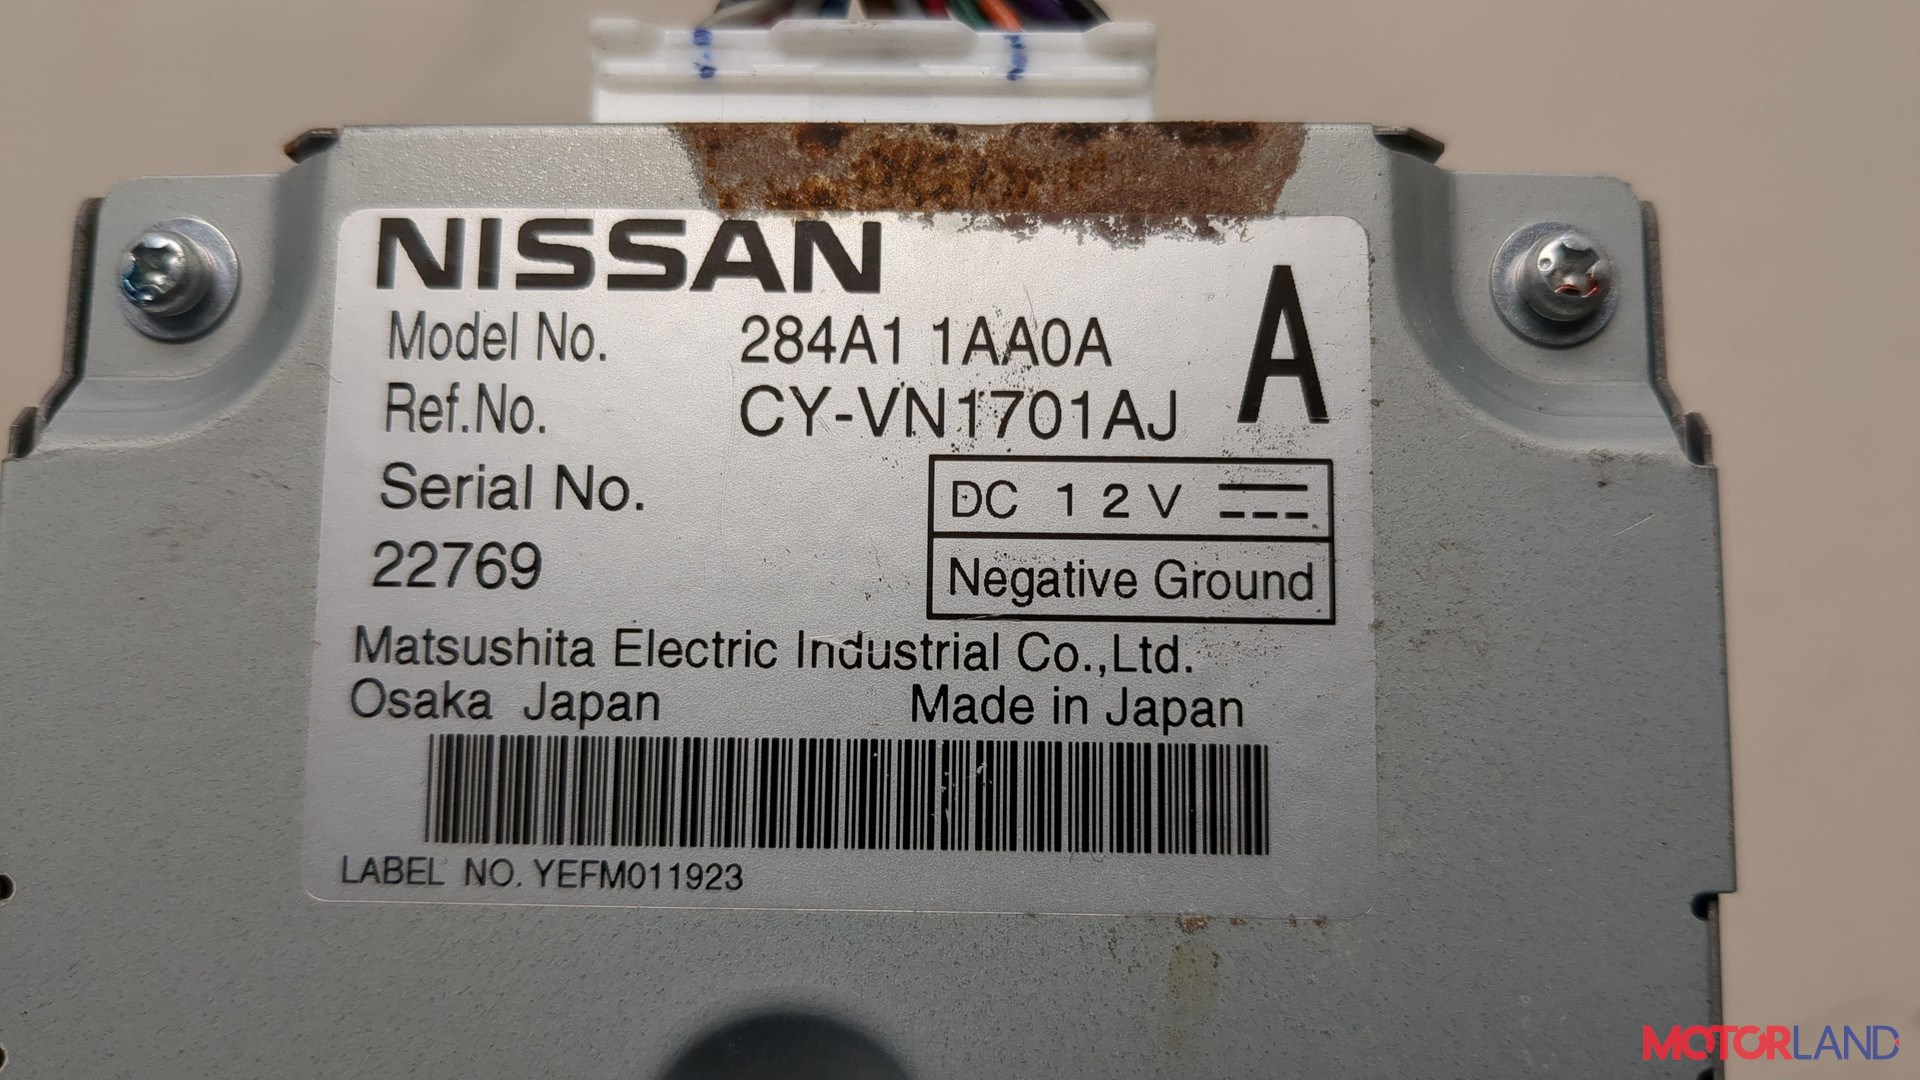 NISSAN
Model No. 284A1 1AA0A A
Ref.No. CY-VN1701AJ
Serial No.
22769
DC 12V
Negative Ground
Matsushita Electric Industrial Co.,Ltd.
Osaka Japan Made in Japan
LABEL NO. YEFM011923
MOTORLAND